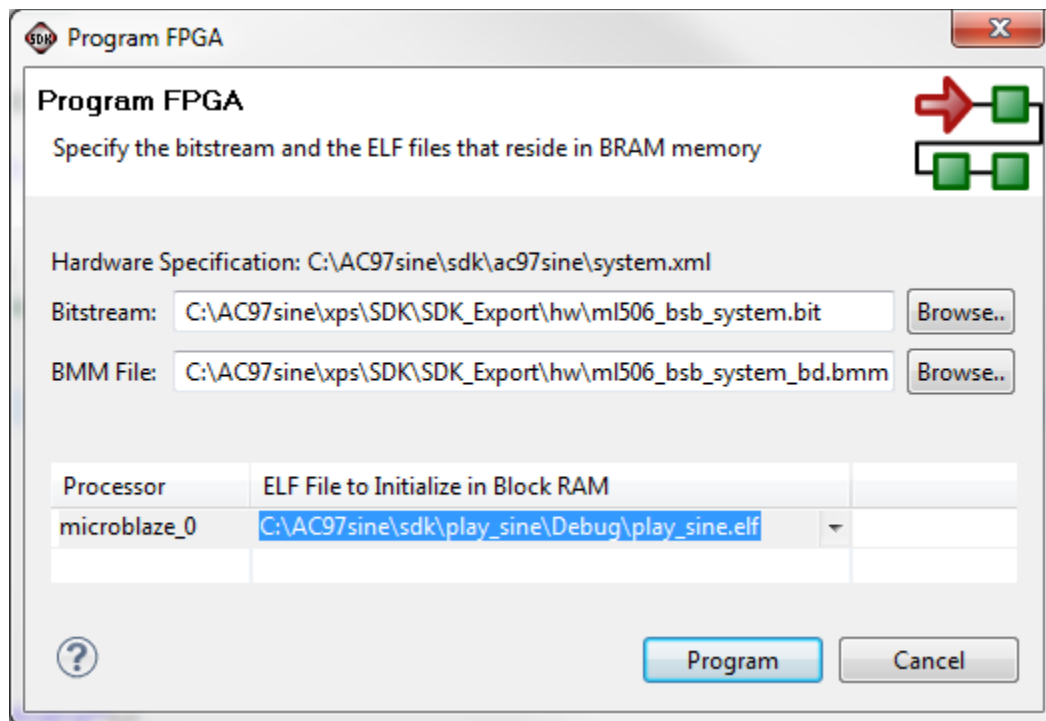 SDK Program FPGA
Program FPGA
Specify the bitstream and the ELF files that reside in BRAM memory
Hardware Specification: C:\AC97sine\sdk\ac97sine\system.xml
Bitstream: C:\AC97sine\xps\SDK\SDK_Export\hw\ml506_bsb_system.bit Browse..
BMM File: C:\AC97sine\xps\SDK\SDK_Export\hw\ml506_bsb_system_bd.bmm Browse..
Processor ELF File to Initialize in Block RAM
microblaze_0 C:\AC97sine\sdk\play_sine\Debug\play_sine.elf
? Program Cancel